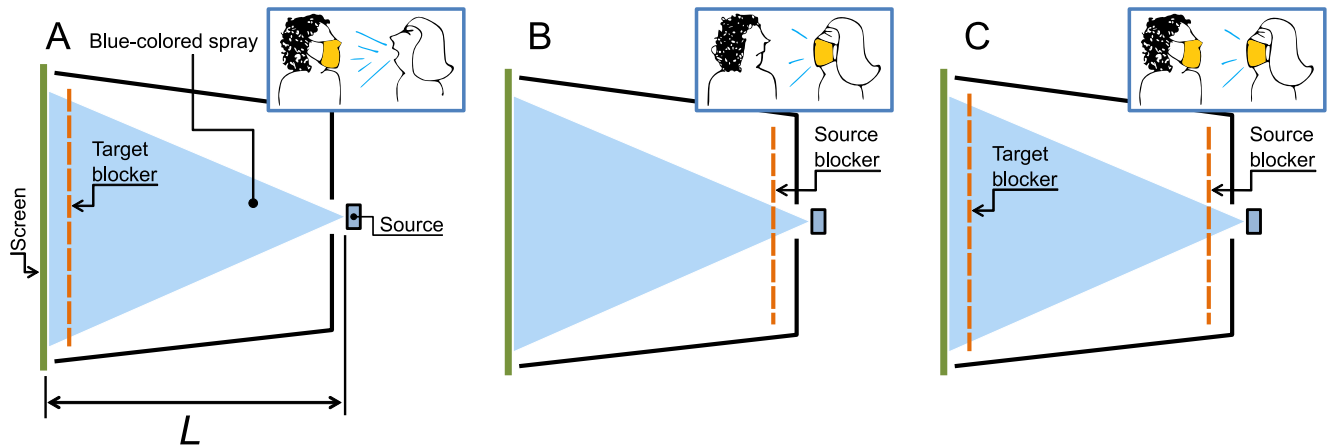 A
Blue-colored spray
Target
blocker
Screen
Source
L
B
Source
blocker
C
Target
blocker
Source
blocker